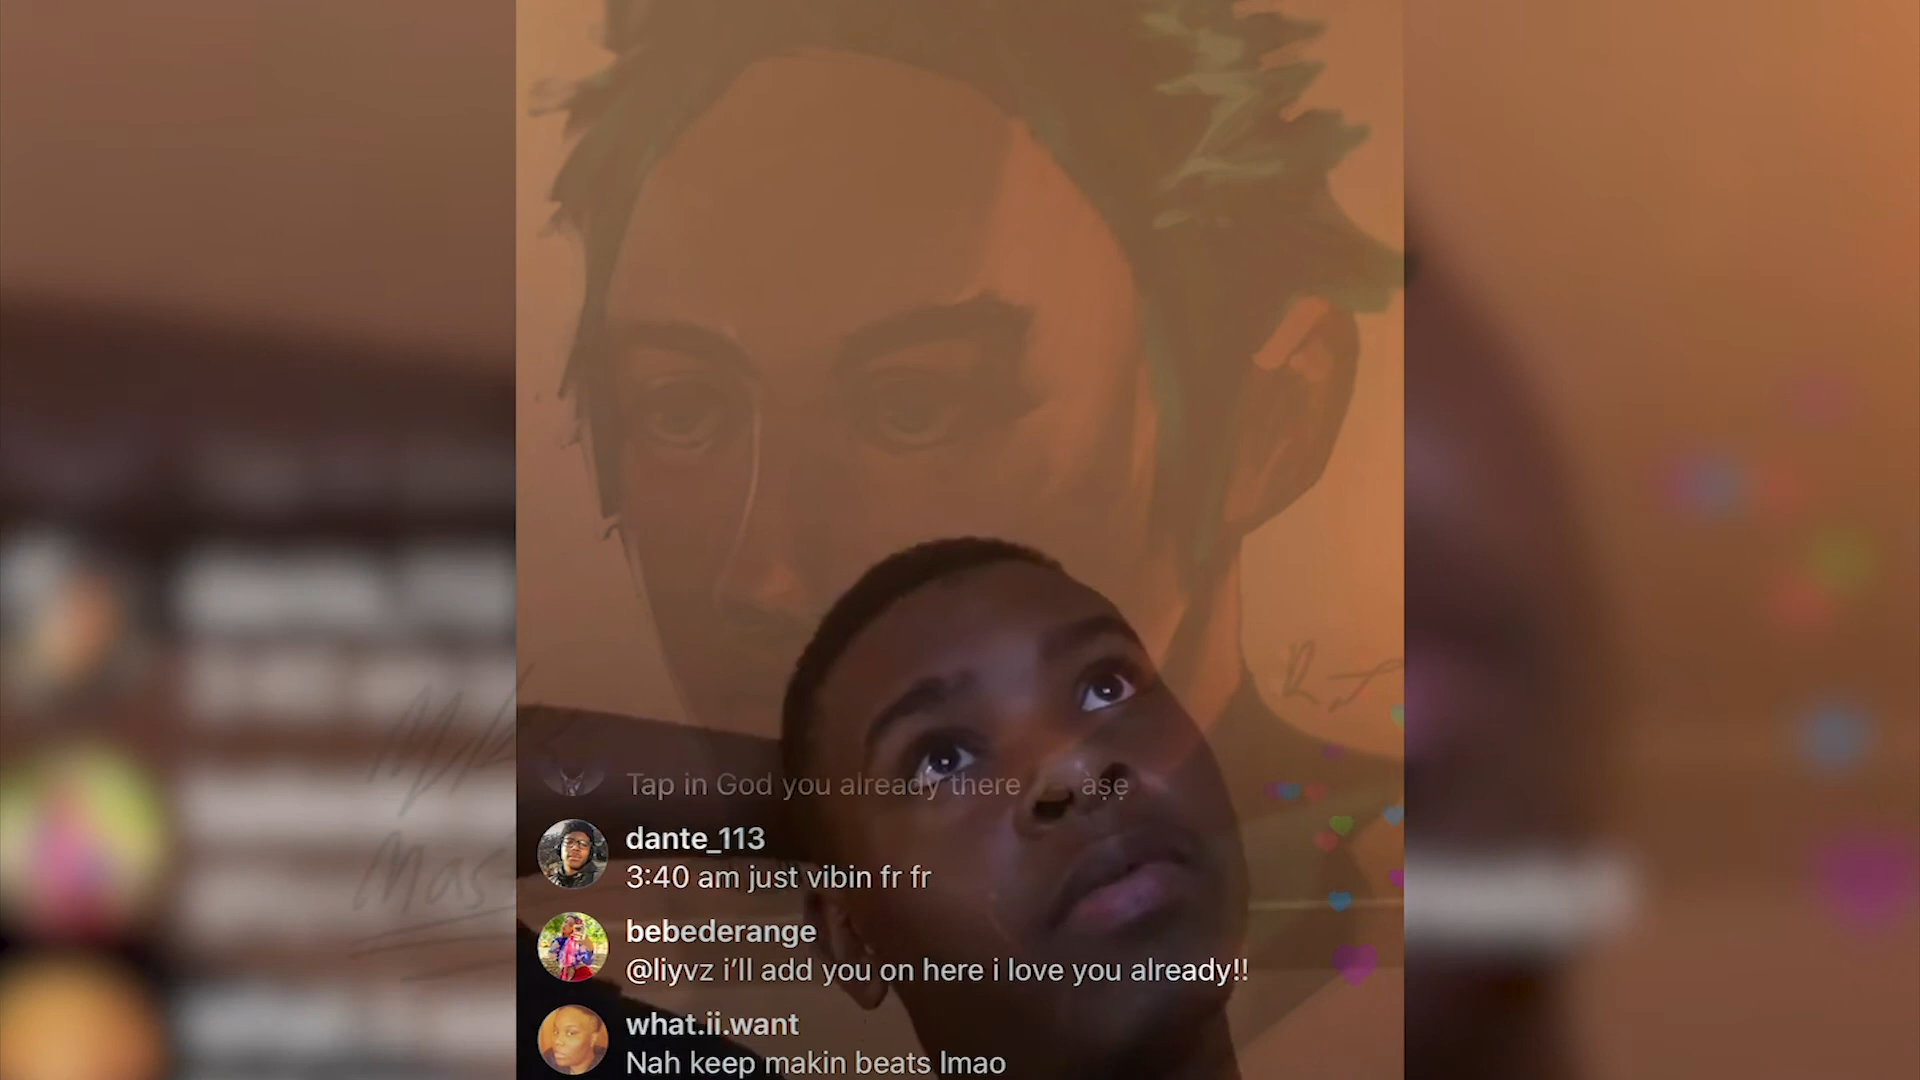 Tap in God you already there àṣẹ
dante_113
3:40 am just vibin fr fr
bebederange
@liyvz i'll add you on here i love you already!!
what.ii.want
Nah keep makin beats lmao